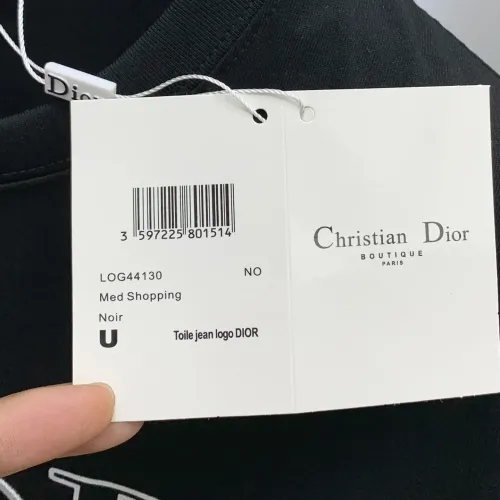 Dior
3 597225 801514
LOG44130 NO
Med Shopping
Noir
U Toile jean logo DIOR
Christian Dior
BOUTIQUE
PARIS